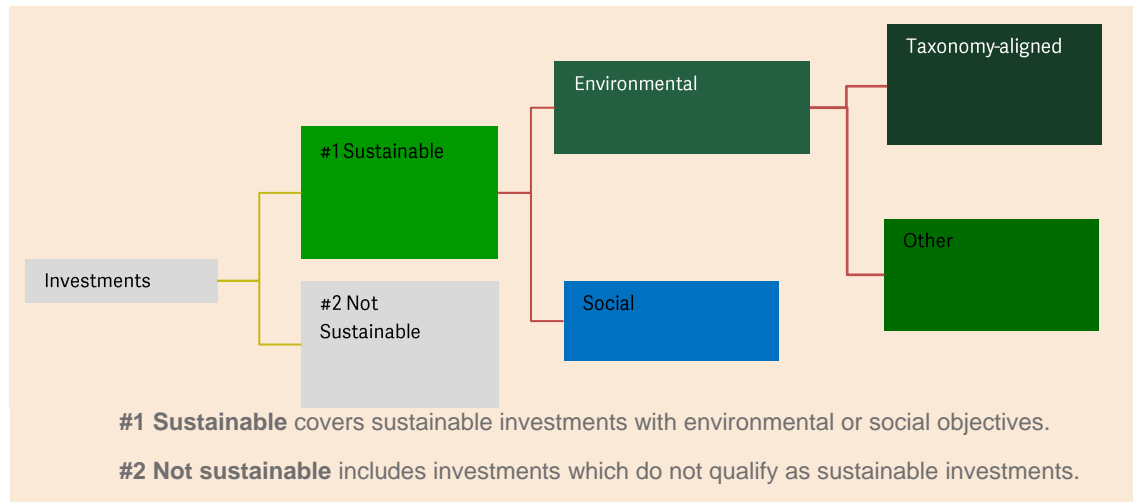 Taxonomy-aligned
Environmental
#1 Sustainable
Other
Investments
#2 Not
Sustainable
Social
#1 Sustainable covers sustainable investments with environmental or social objectives.
#2 Not sustainable includes investments which do not qualify as sustainable investments.